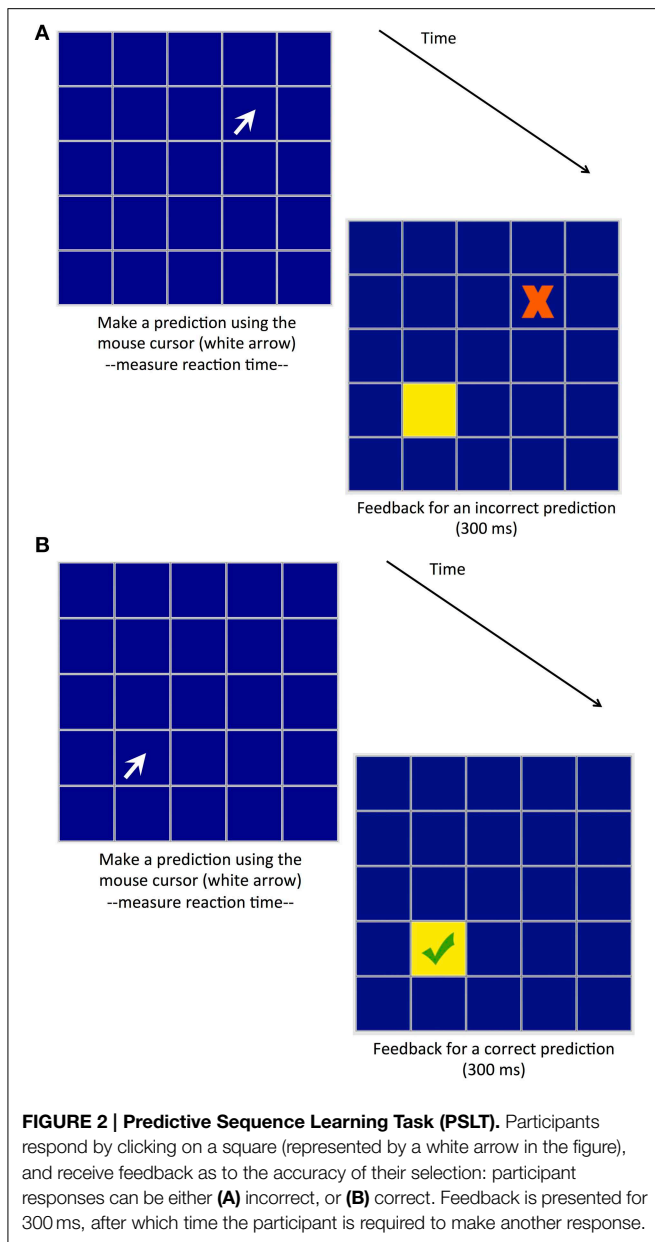 A
Time
Make a prediction using the
mouse cursor (white arrow)
--measure reaction time--
Feedback for an incorrect prediction
(300 ms)
B
Time
Make a prediction using the
mouse cursor (white arrow)
--measure reaction time--
Feedback for a correct prediction
(300 ms)
FIGURE 2 | Predictive Sequence Learning Task (PSLT). Participants
respond by clicking on a square (represented by a white arrow in the figure),
and receive feedback as to the accuracy of their selection: participant
responses can be either (A) incorrect, or (B) correct. Feedback is presented for
300 ms, after which time the participant is required to make another response.